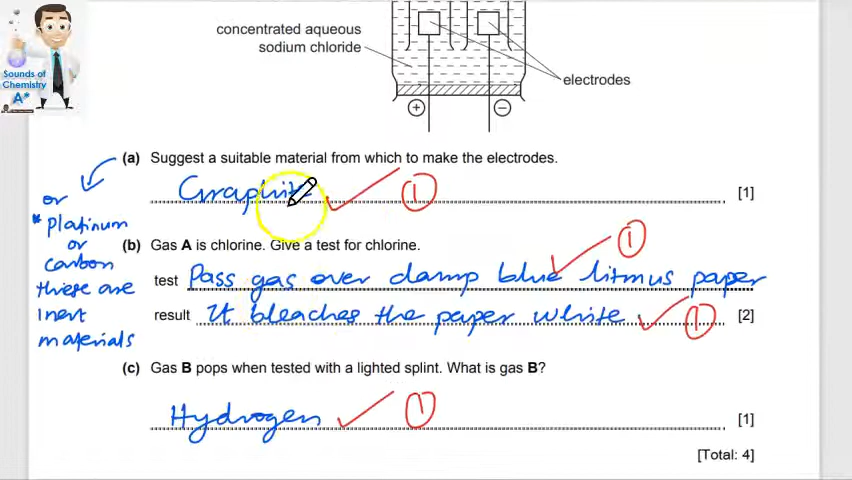 Sounds of
Chemistry
A*
concentrated aqueous
sodium chloride
electrodes
+
−
(a) Suggest a suitable material from which to make the electrodes.
Graphite ✓ 1 [1]
or
*platinum
or
carbon
these are
inert
materials
(b) Gas A is chlorine. Give a test for chlorine.
test Pass gas over damp blue litmus paper ✓ 1
result It bleaches the paper white. ✓ 1 [2]
(c) Gas B pops when tested with a lighted splint. What is gas B?
Hydrogen ✓ 1 [1]
[Total: 4]